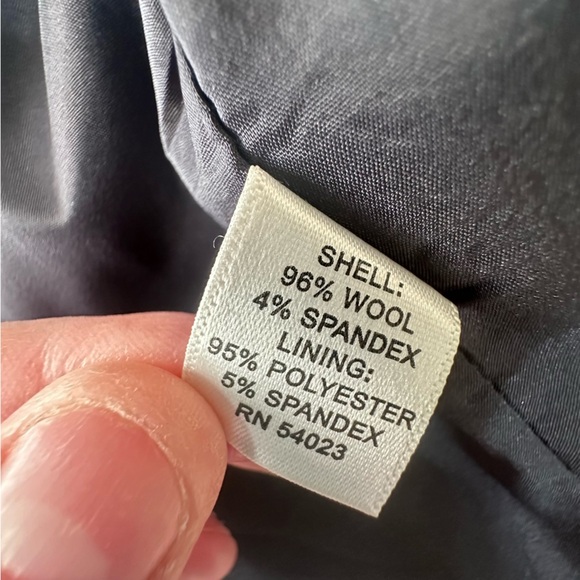 SHELL:
96% WOOL
4% SPANDEX
LINING:
95% POLYESTER
5% SPANDEX
RN 54023